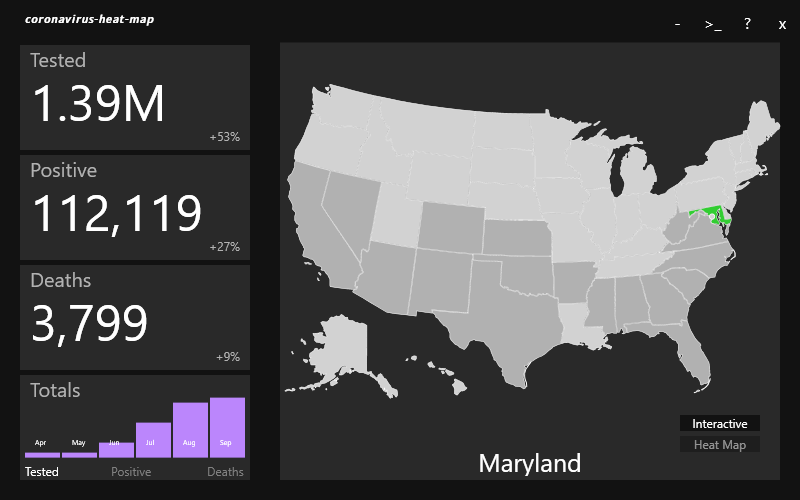 coronavirus-heat-map
- >_ ? x
Tested
1.39M
+53%
Positive
112,119
+27%
Deaths
3,799
+9%
Totals
Apr May Jun Jul Aug Sep
Tested Positive Deaths
Interactive
Heat Map
Maryland